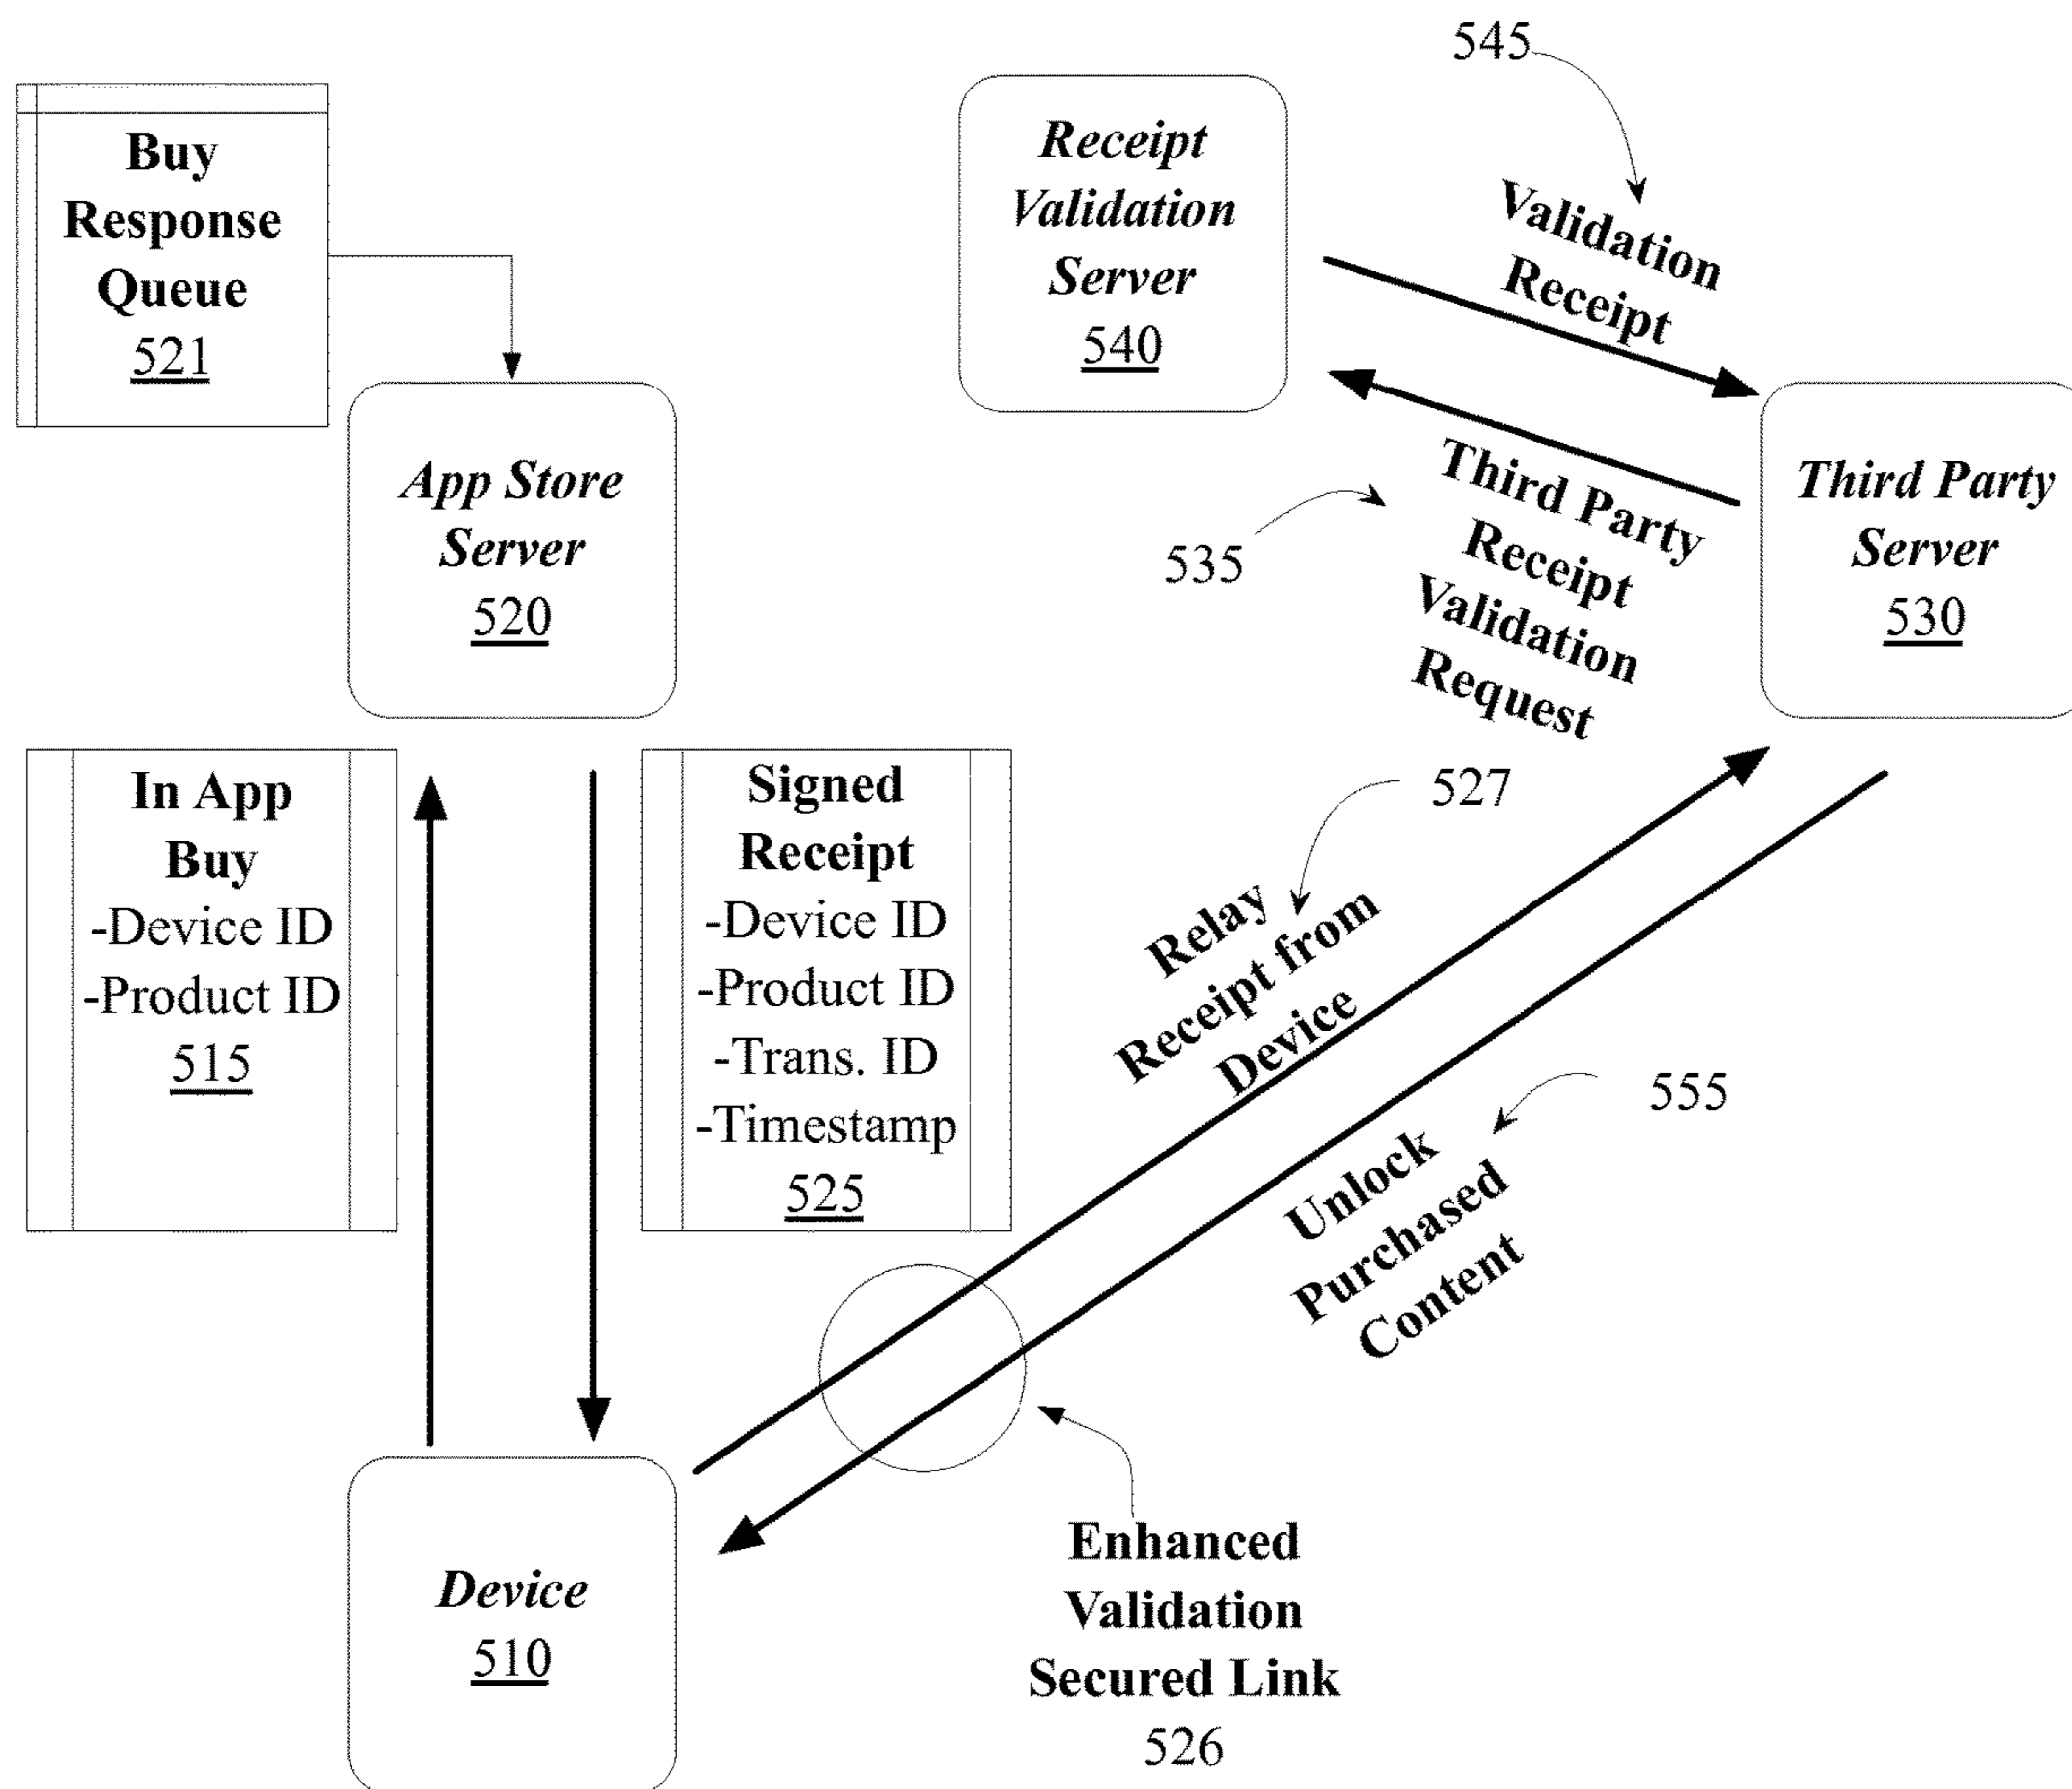 545
Buy
Response
Queue
521
Receipt
Validation
Server
540
Validation
Receipt
App Store
Server
520
535
Third Party
Receipt
Validation
Request
Third Party
Server
530
In App
Buy
-Device ID
-Product ID
515
Signed
Receipt
-Device ID
-Product ID
-Trans. ID
-Timestamp
525
527
Relay
Receipt from
Device
555
Unlock
Purchased
Content
Device
510
Enhanced
Validation
Secured Link
526